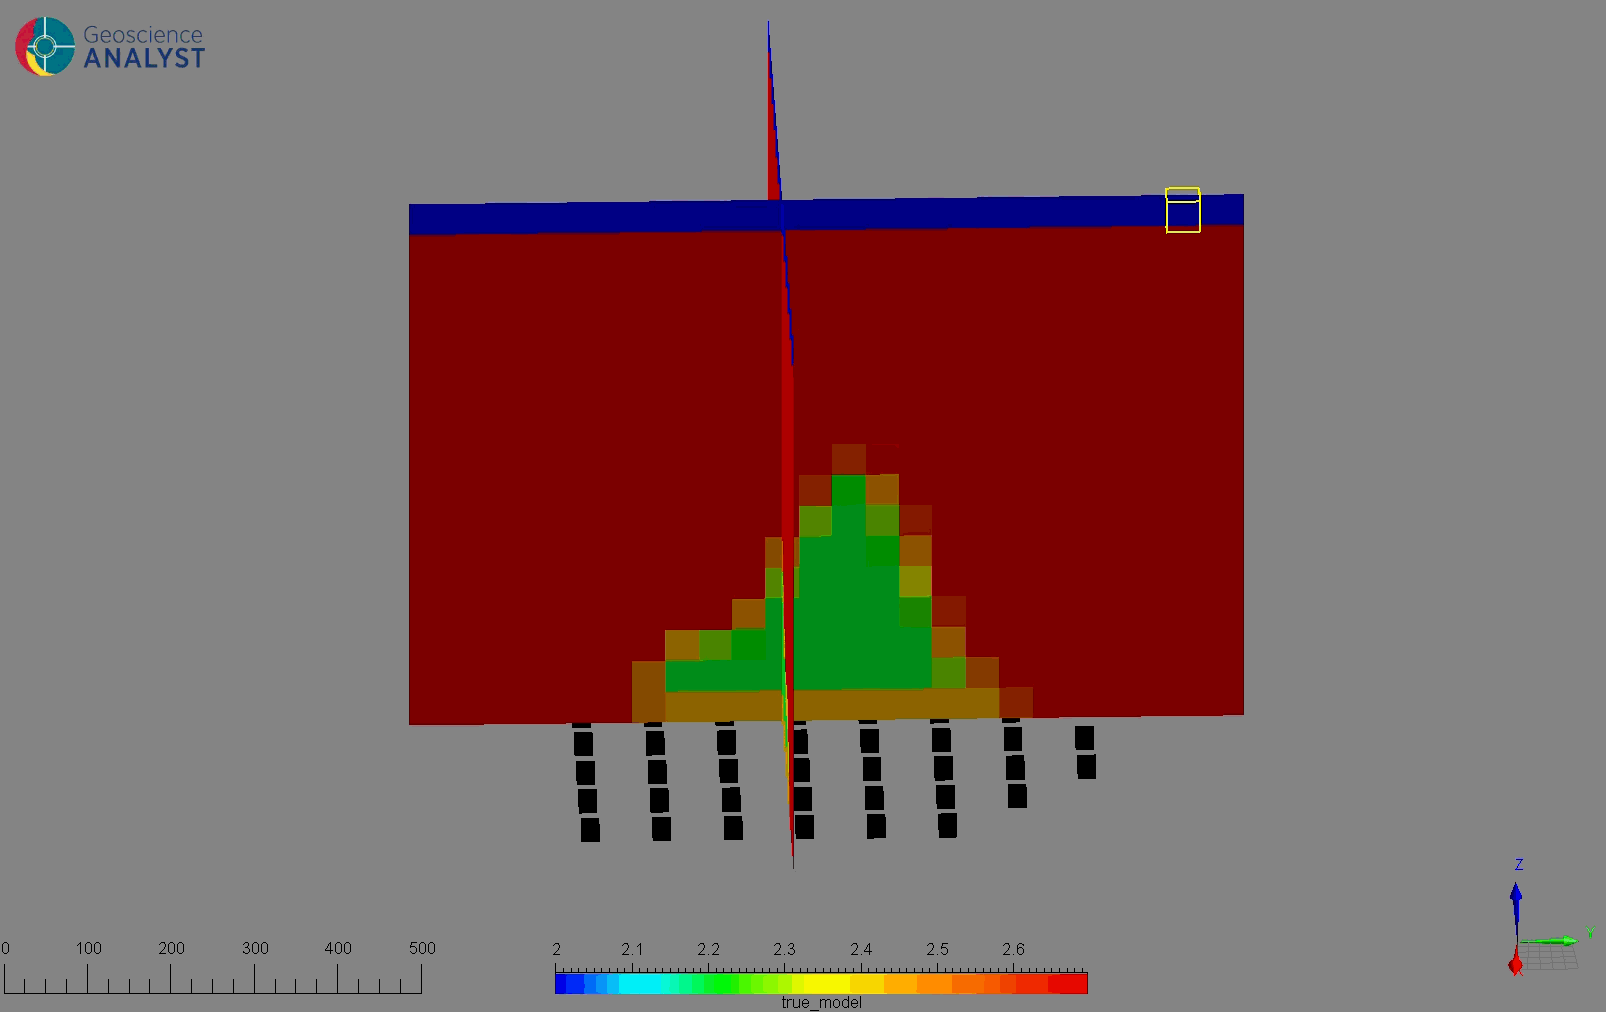 Geoscience
ANALYST
Z
Y
X
0 100 200 300 400 500
2 2.1 2.2 2.3 2.4 2.5 2.6
true_model